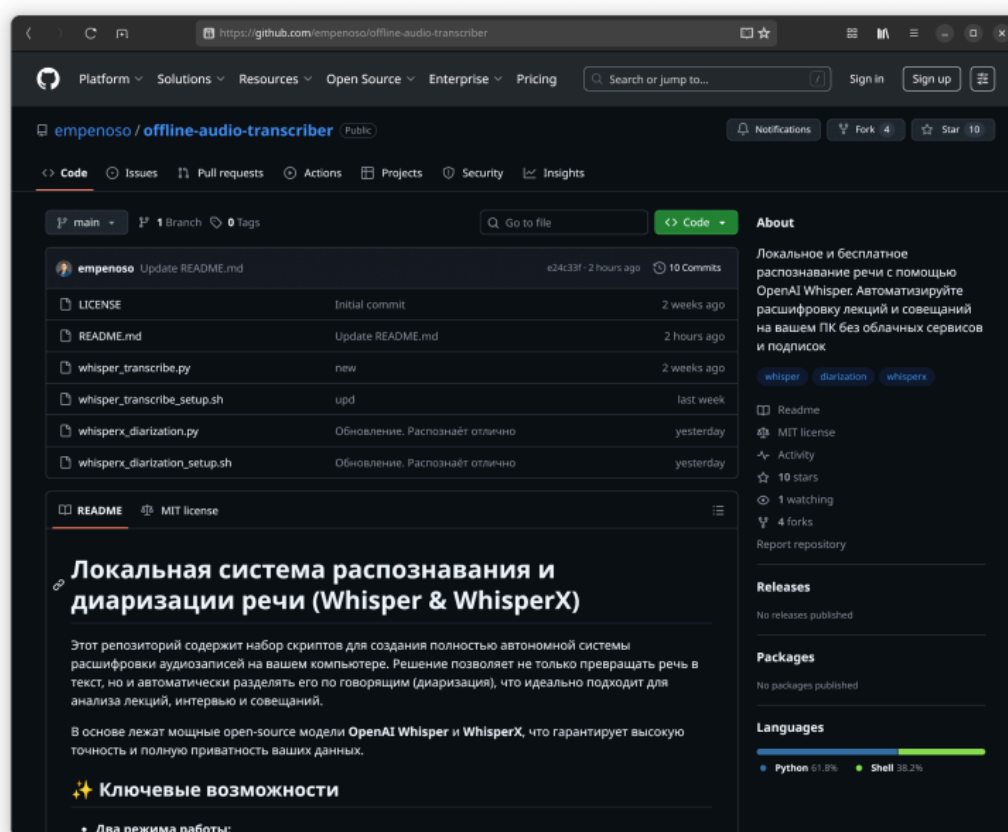 https://github.com/empenoso/offline-audio-transcriber
Platform Solutions Resources Open Source Enterprise Pricing Search or jump to... / Sign in Sign up
empenoso / offline-audio-transcriber Public Notifications Fork 4 Star 10
Code Issues Pull requests Actions Projects Security Insights
main 1 Branch 0 Tags Go to file Code
empenoso Update README.md e24c33f · 2 hours ago 10 Commits
LICENSE Initial commit 2 weeks ago
README.md Update README.md 2 hours ago
whisper_transcribe.py new 2 weeks ago
whisper_transcribe_setup.sh upd last week
whisperx_diarization.py Обновление. Распознаёт отлично yesterday
whisperx_diarization_setup.sh Обновление. Распознаёт отлично yesterday
README MIT license
Локальная система распознавания и
диаризации речи (Whisper & WhisperX)
Этот репозиторий содержит набор скриптов для создания полностью автономной системы
расшифровки аудиозаписей на вашем компьютере. Решение позволяет не только превращать речь в
текст, но и автоматически разделять его по говорящим (диаризация), что идеально подходит для
анализа лекций, интервью и совещаний.
В основе лежат мощные open-source модели OpenAI Whisper и WhisperX, что гарантирует высокую
точность и полную приватность ваших данных.
✨ Ключевые возможности
• Два режима работы:
About
Локальное и бесплатное
распознавание речи с помощью
OpenAI Whisper. Автоматизируйте
расшифровку лекций и совещаний
на вашем ПК без облачных сервисов
и подписок
whisper diarization whisperx
Readme
MIT license
Activity
10 stars
1 watching
4 forks
Report repository
Releases
No releases published
Packages
No packages published
Languages
Python 61.8% Shell 38.2%